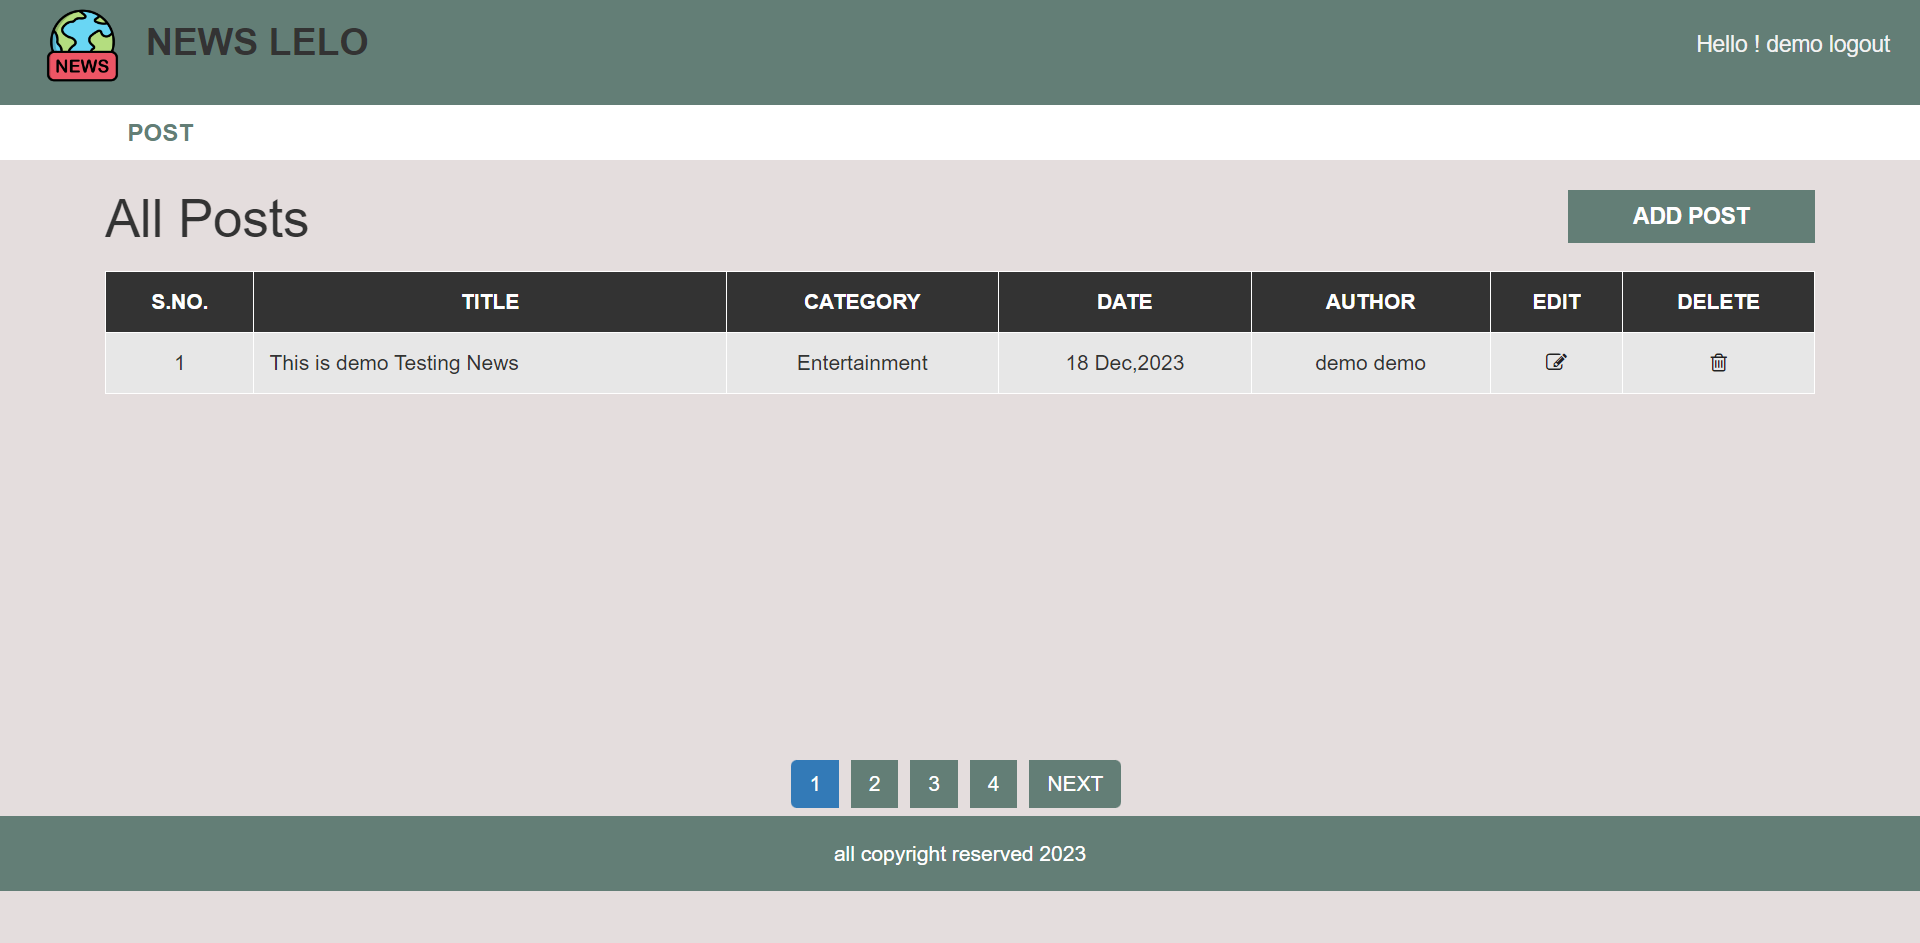 NEWS
NEWS LELO
Hello ! demo logout
POST
All Posts
ADD POST
S.NO. TITLE CATEGORY DATE AUTHOR EDIT DELETE
1 This is demo Testing News Entertainment 18 Dec,2023 demo demo
1 2 3 4 NEXT
all copyright reserved 2023